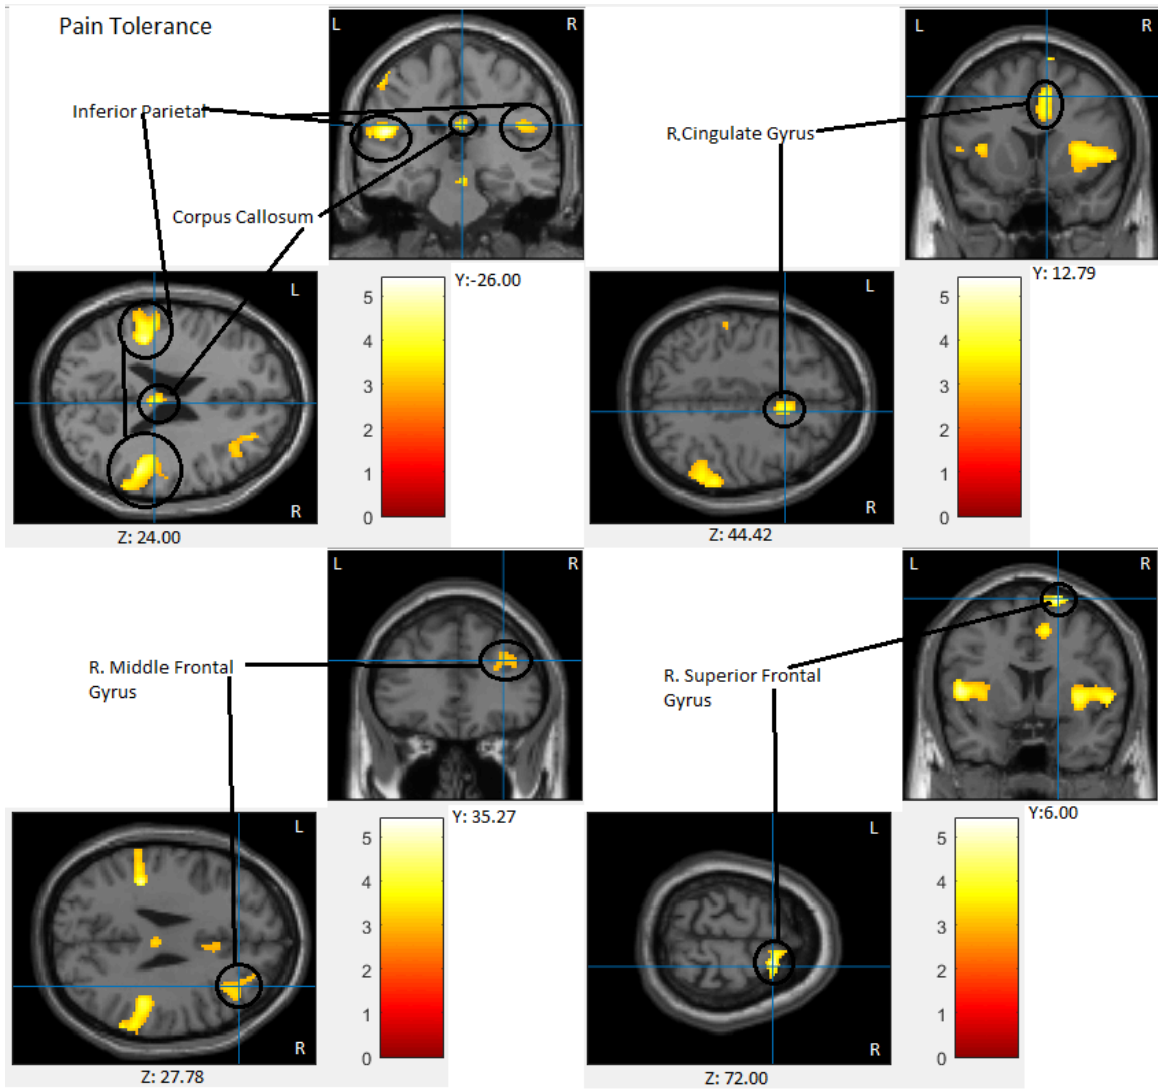 Pain Tolerance
L
R
L
R
Inferior Parietal
R.Cingulate Gyrus
Corpus Callosum
L
5
4
3
2
1
0
Y:-26.00
L
5
4
3
2
1
0
Y: 12.79
R
R
Z: 24.00
Z: 44.42
L
R
L
R
R. Middle Frontal
Gyrus
R. Superior Frontal
Gyrus
L
5
4
3
2
1
0
Y: 35.27
L
5
4
3
2
1
0
Y:6.00
R
R
Z: 27.78
Z: 72.00